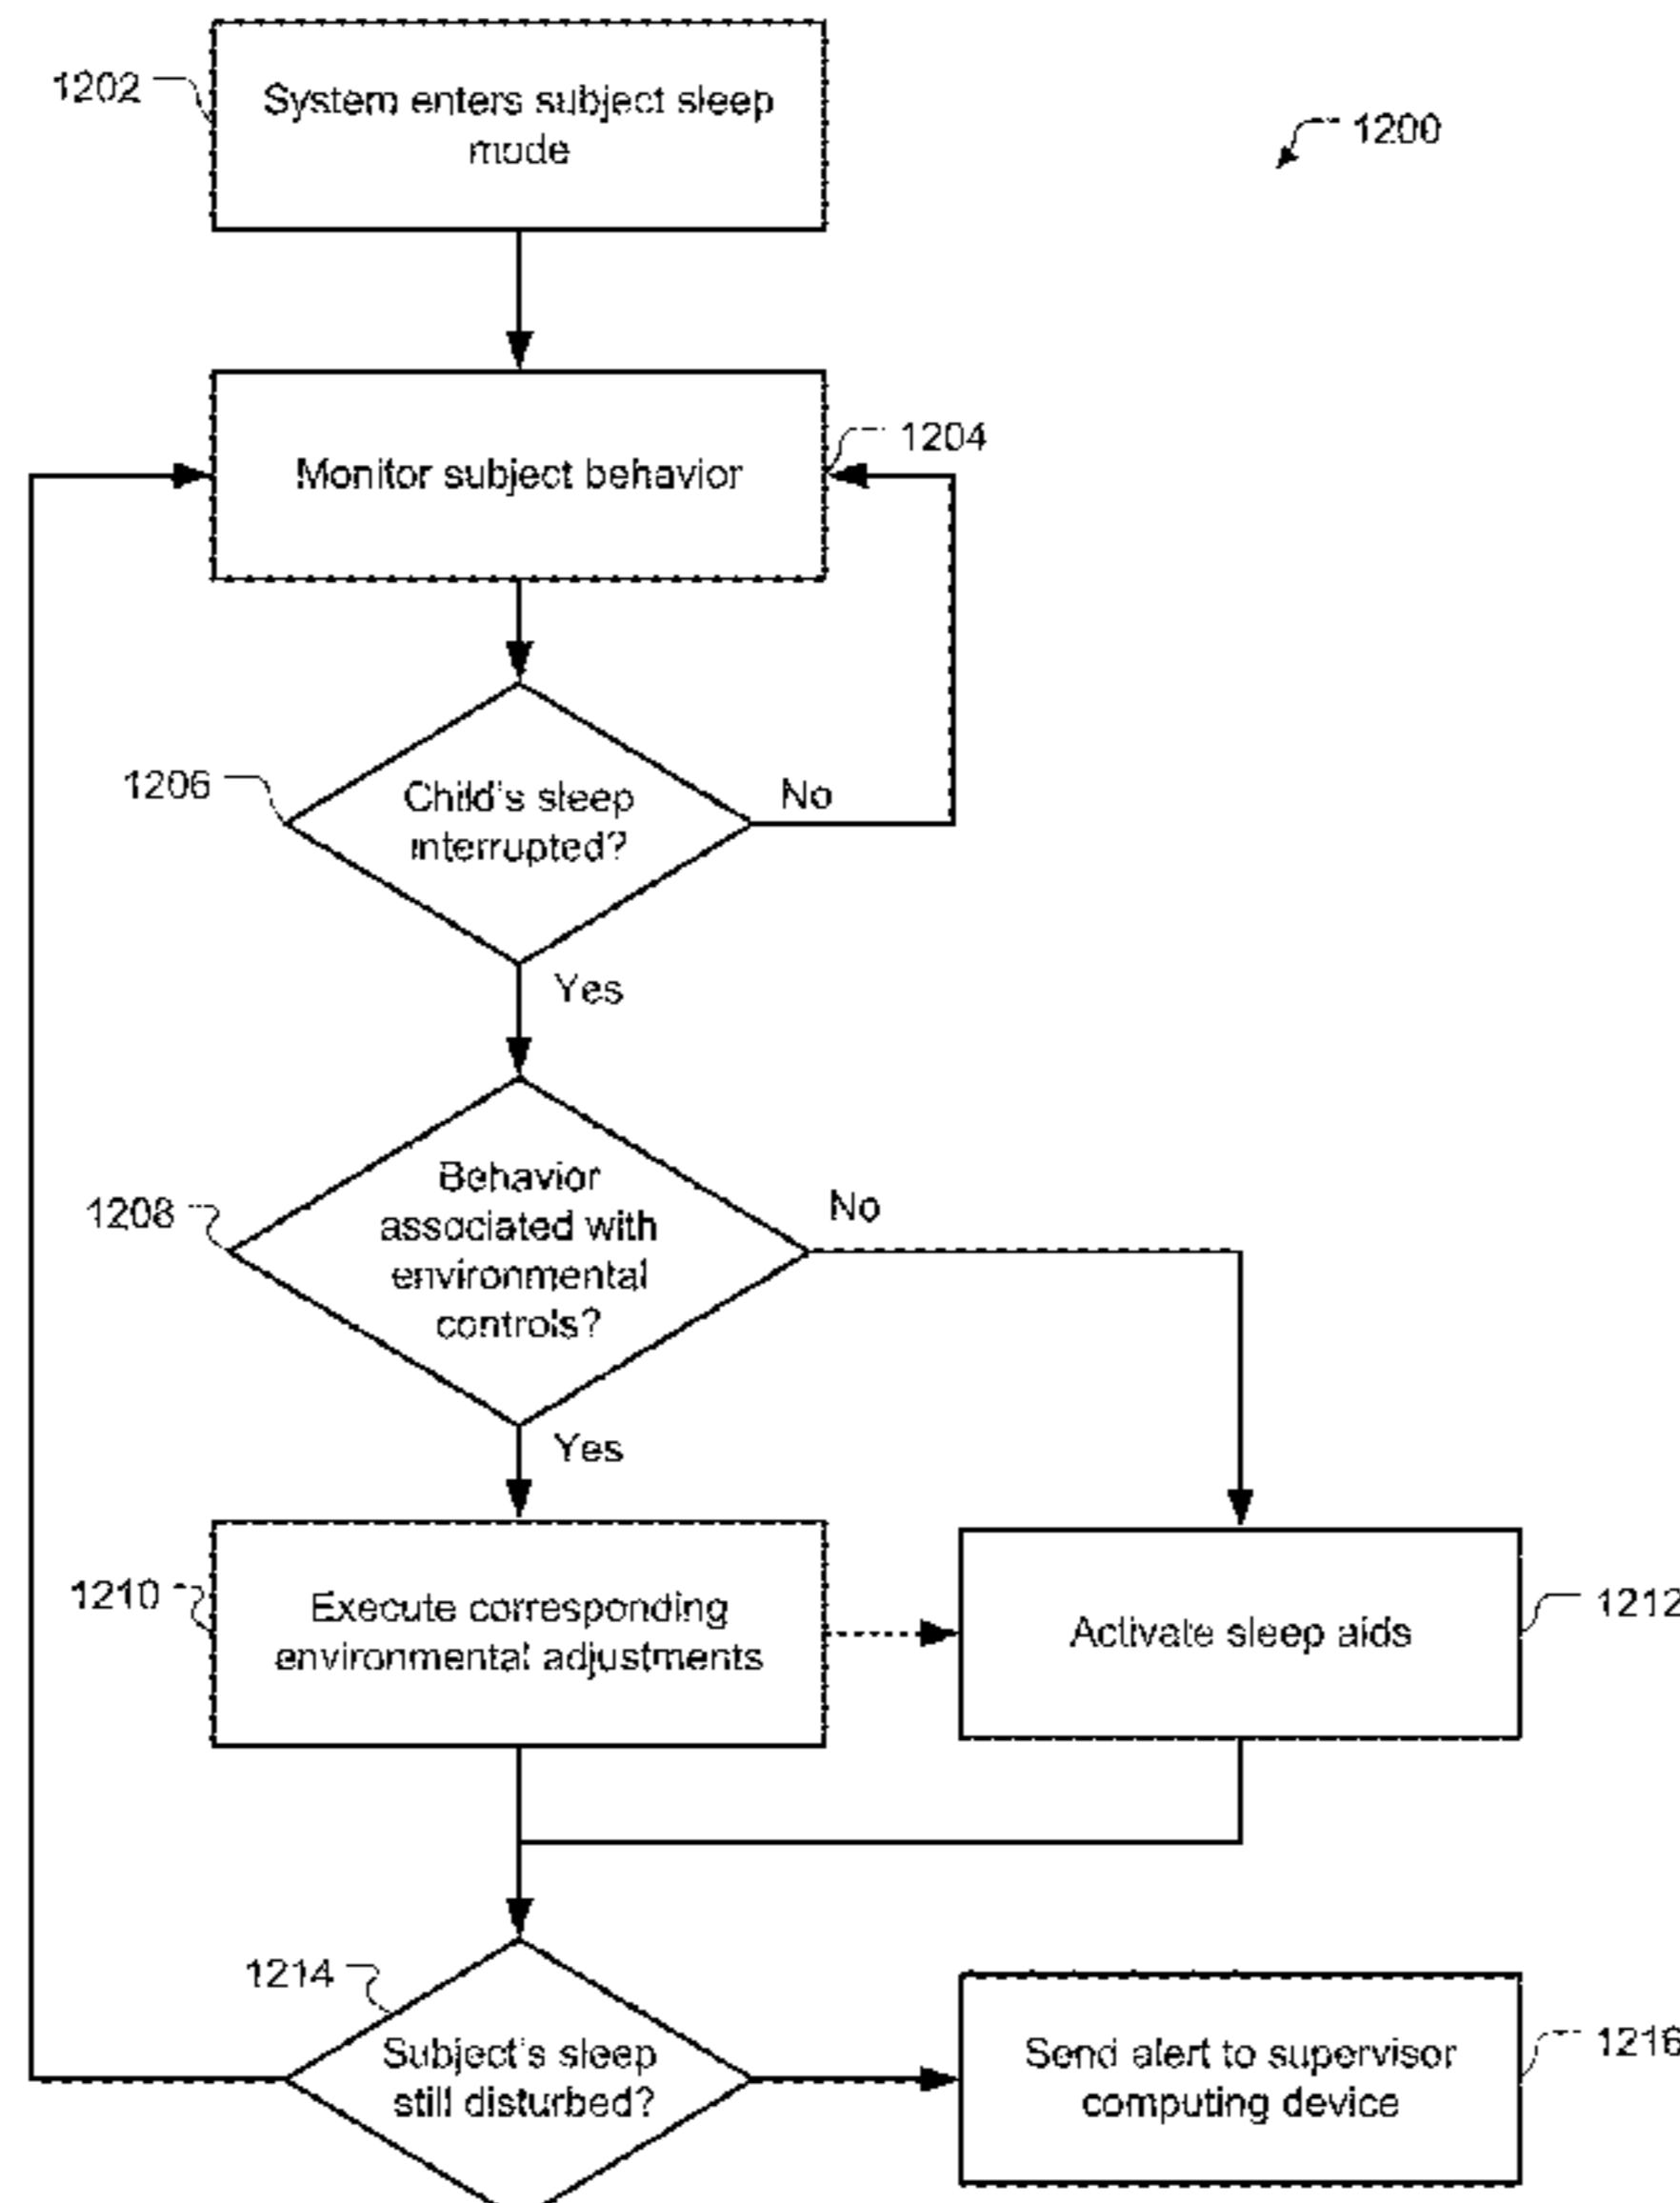 1202
System enters subject sleep
mode
1200
1204
Monitor subject behavior
1206
Child's sleep
interrupted?
No
Yes
1208
Behavior
associated with
environmental
controls?
No
Yes
1210
Execute corresponding
environmental adjustments
Activate sleep aids
1212
1214
Subject's sleep
still disturbed?
Send alert to supervisor
computing device
1216